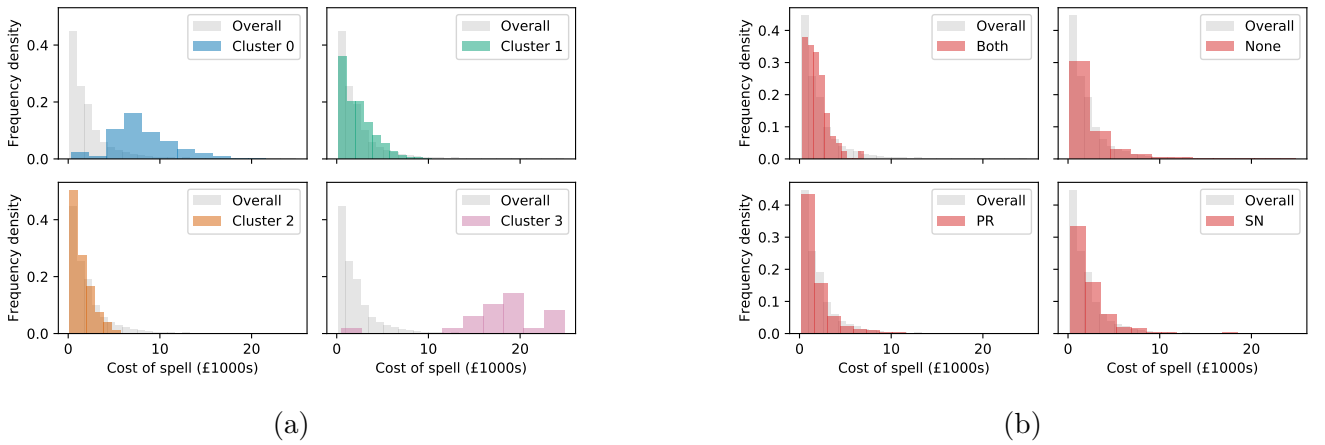 Frequency density
0.4
0.2
0.0
Overall
Cluster 0
Overall
Cluster 1
Frequency density
0.4
0.2
0.0
Overall
Cluster 2
Overall
Cluster 3
0 10 20
0 10 20
Cost of spell (£1000s)
Cost of spell (£1000s)
(a)
Frequency density
0.4
0.3
0.2
0.1
0.0
Overall
Both
Overall
None
Frequency density
0.4
0.3
0.2
0.1
0.0
Overall
PR
Overall
SN
0 10 20
0 10 20
Cost of spell (£1000s)
Cost of spell (£1000s)
(b)